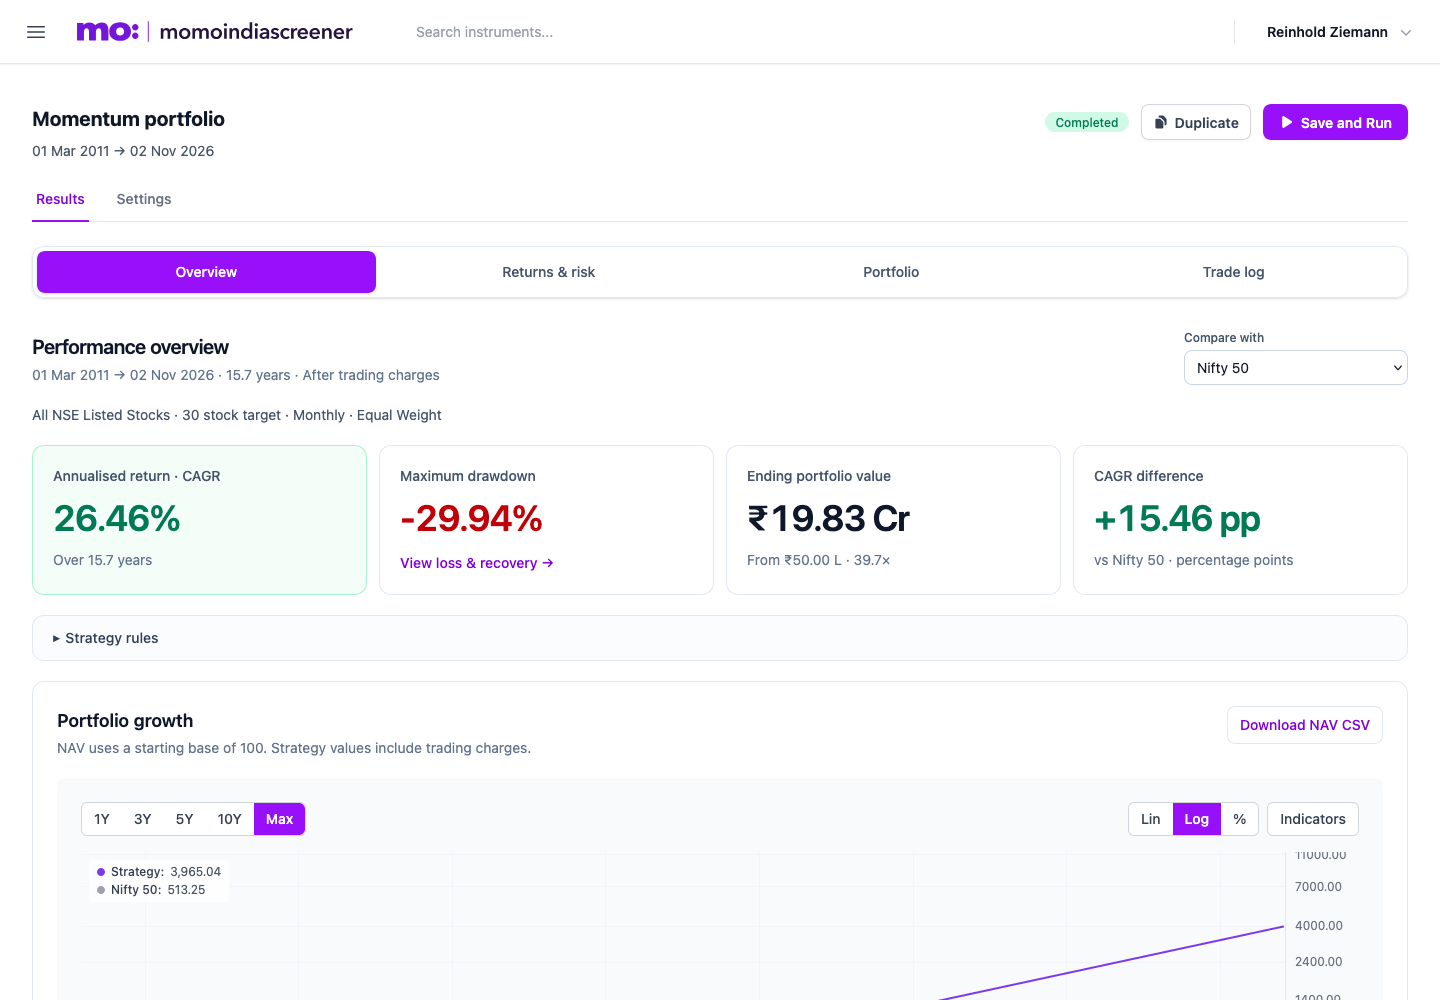 mo: | momoindiascreener
Search instruments...
Reinhold Ziemann
Momentum portfolio
01 Mar 2011 → 02 Nov 2026
Completed
Duplicate
Save and Run
Results
Settings
Overview
Returns & risk
Portfolio
Trade log
Performance overview
01 Mar 2011 → 02 Nov 2026 · 15.7 years · After trading charges
Compare with
Nifty 50
All NSE Listed Stocks · 30 stock target · Monthly · Equal Weight
Annualised return · CAGR
26.46%
Over 15.7 years
Maximum drawdown
-29.94%
View loss & recovery →
Ending portfolio value
₹19.83 Cr
From ₹50.00 L · 39.7×
CAGR difference
+15.46 pp
vs Nifty 50 · percentage points
▸ Strategy rules
Portfolio growth
NAV uses a starting base of 100. Strategy values include trading charges.
Download NAV CSV
1Y
3Y
5Y
10Y
Max
Lin
Log
%
Indicators
Strategy: 3,965.04
Nifty 50: 513.25
11000.00
7000.00
4000.00
2400.00
1400.00